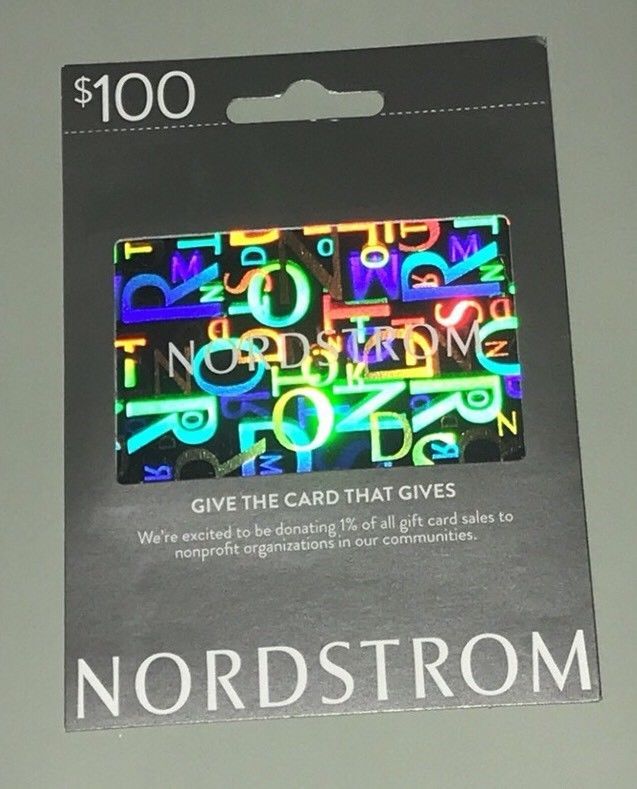 $100
NORDSTROM
GIVE THE CARD THAT GIVES
We're excited to be donating 1% of all gift card sales to
nonprofit organizations in our communities.
NORDSTROM